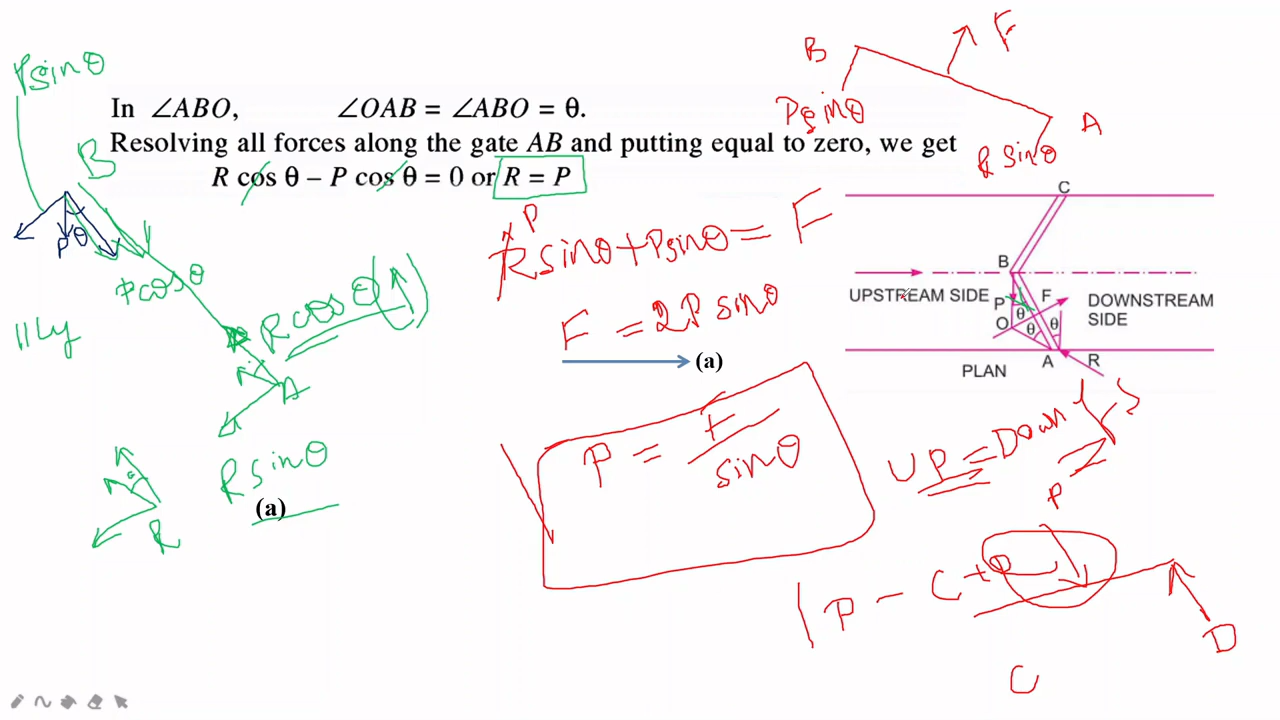 Psinθ
In ∠ABO, ∠OAB = ∠ABO = θ.
Resolving all forces along the gate AB and putting equal to zero, we get
R cos θ – P cos θ = 0 or R = P
B
P θ
Pcosθ
Rcosθ(↑)
llly
A
Rsinθ
(a)
R
B
F
Psinθ
A
R sinθ
P
Rsinθ+Psinθ = F
F = 2P sinθ
(a)
P = F/sinθ
C
B
UPSTREAM SIDE
P
F
DOWNSTREAM
SIDE
O
θ
θ
θ
A
R
PLAN
UP = Down
P
P – C+D
D
C